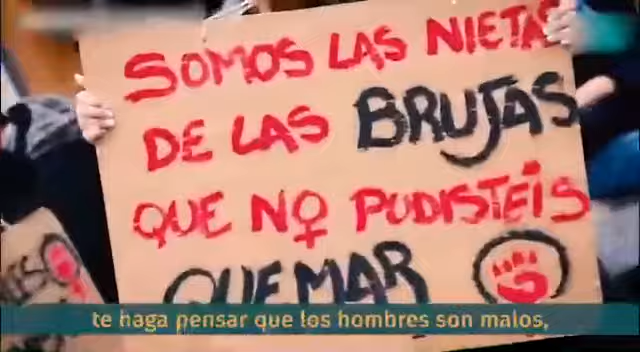 SOMOS LAS NIETAS
DE LAS BRUJAS
QUE NO PUDISTEIS
QUEMAR
te haga pensar que los hombres son malos,